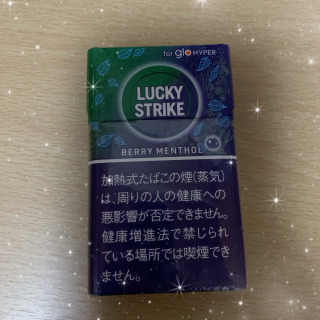 for glo HYPER
LUCKY
STRIKE
BERRY MENTHOL
加熱式たばこの煙(蒸気)
は、周りの人の健康への
悪影響が否定できません。
健康増進法で禁じられ
ている場所では喫煙でき
ません。